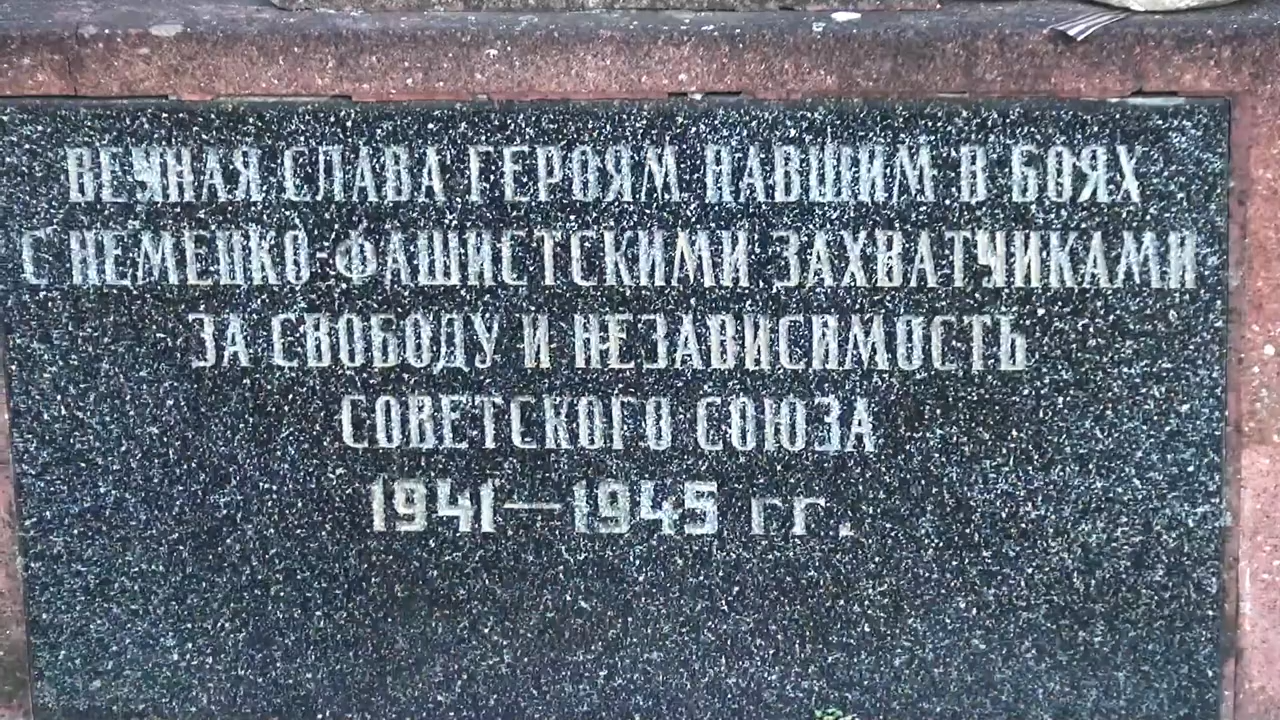 ВЕЧНАЯ СЛАВА ГЕРОЯМ ПАВШИМ В БОЯХ
С НЕМЕЦКО-ФАШИСТСКИМИ ЗАХВАТЧИКАМИ
ЗА СВОБОДУ И НЕЗАВИСИМОСТЬ
СОВЕТСКОГО СОЮЗА
1941—1945 гг.